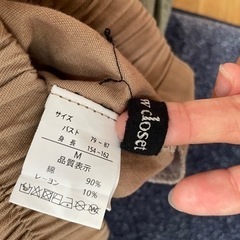 サイズ
バスト 79-87
身長 154-162
M
品質表示
綿 90%
レーヨン 10%
closet